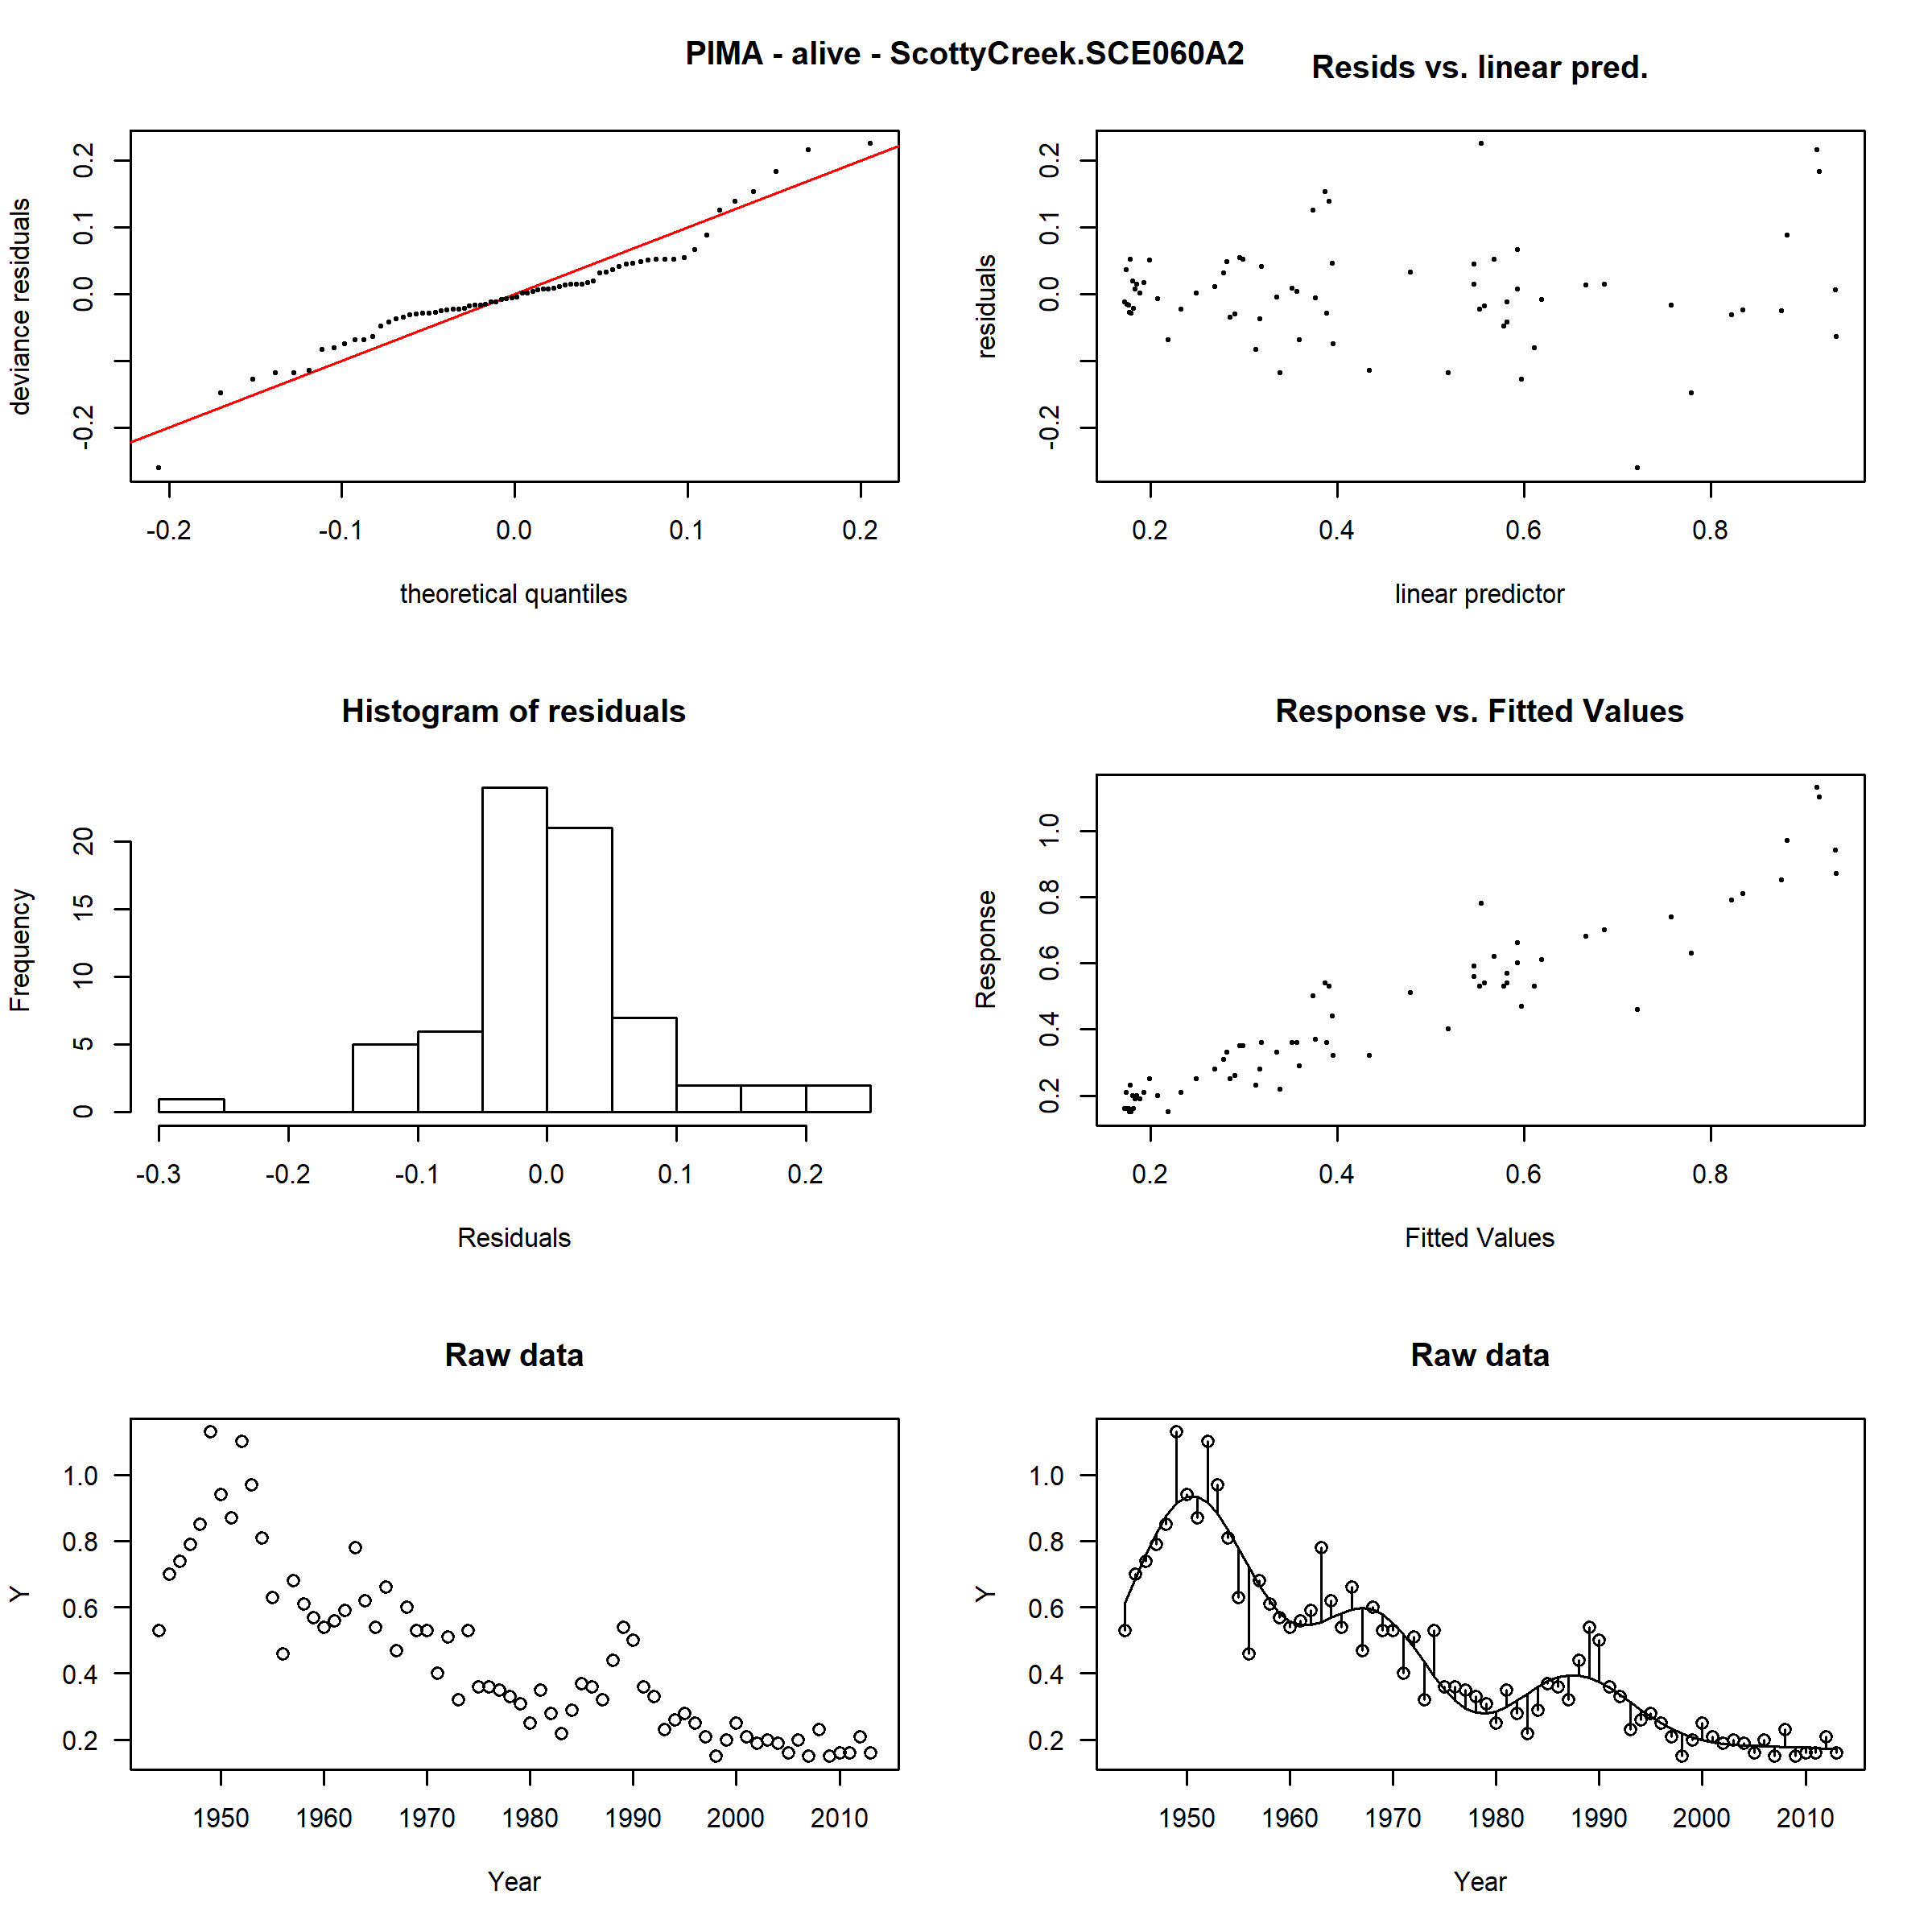 PIMA - alive - ScottyCreek.SCE060A2
Resids vs. linear pred.
deviance residuals
-0.2 0.0 0.1 0.2
-0.2 -0.1 0.0 0.1 0.2
theoretical quantiles
residuals
-0.2 0.0 0.1 0.2
0.2 0.4 0.6 0.8
linear predictor
Histogram of residuals
Frequency
0 5 10 15 20
-0.3 -0.2 -0.1 0.0 0.1 0.2
Residuals
Response vs. Fitted Values
Response
0.2 0.4 0.6 0.8 1.0
0.2 0.4 0.6 0.8
Fitted Values
Raw data
Y
1.0
0.8
0.6
0.4
0.2
1950 1960 1970 1980 1990 2000 2010
Year
Raw data
Y
1.0
0.8
0.6
0.4
0.2
1950 1960 1970 1980 1990 2000 2010
Year